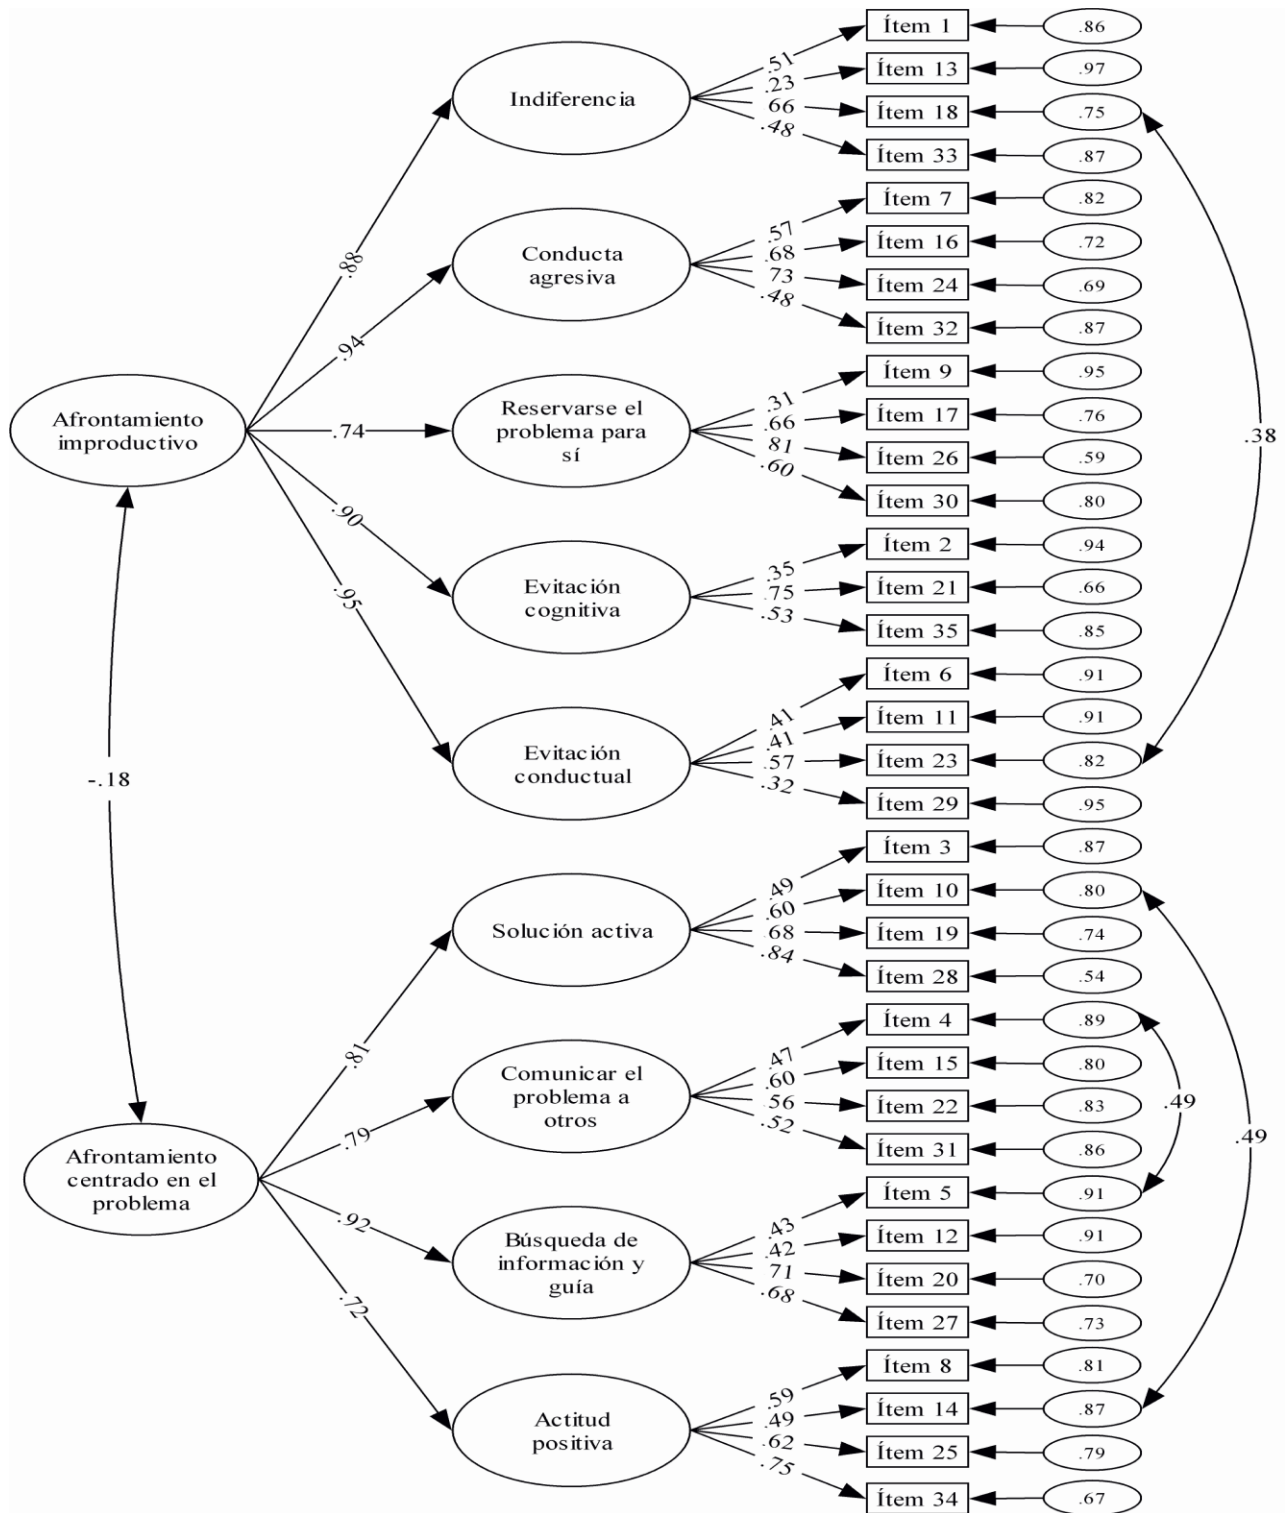 Ítem 1
.86
.51
Ítem 13
.97
.23
Indiferencia
Ítem 18
.75
.66
Ítem 33
.87
.48
Ítem 7
.82
.57
Ítem 16
.72
.68
Conducta
agresiva
Ítem 24
.69
.73
Ítem 32
.87
.48
.88
.94
Ítem 9
.95
.31
Ítem 17
.76
.66
Reservarse el
problema para
sí
Ítem 26
.59
.81
Ítem 30
.80
.60
Afrontamiento
improductivo
.74
.38
.90
.95
Ítem 2
.94
.35
Ítem 21
.66
.75
Evitación
cognitiva
Ítem 35
.85
.53
Ítem 6
.91
.41
Ítem 11
.91
.41
Evitación
conductual
Ítem 23
.82
.57
Ítem 29
.95
.32
-.18
Ítem 3
.87
.49
Ítem 10
.80
.60
Solución activa
Ítem 19
.74
.68
Ítem 28
.54
.84
.81
Ítem 4
.89
.47
Ítem 15
.80
.60
Comunicar el
problema a
otros
Ítem 22
.83
.56
Ítem 31
.86
.52
.49
.49
.79
Afrontamiento
centrado en el
problema
.92
.72
Ítem 5
.91
.43
Ítem 12
.91
.42
Búsqueda de
información y
guía
Ítem 20
.70
.71
Ítem 27
.73
.68
Ítem 8
.81
.59
Ítem 14
.87
.49
Actitud
positiva
Ítem 25
.79
.62
Ítem 34
.67
.75